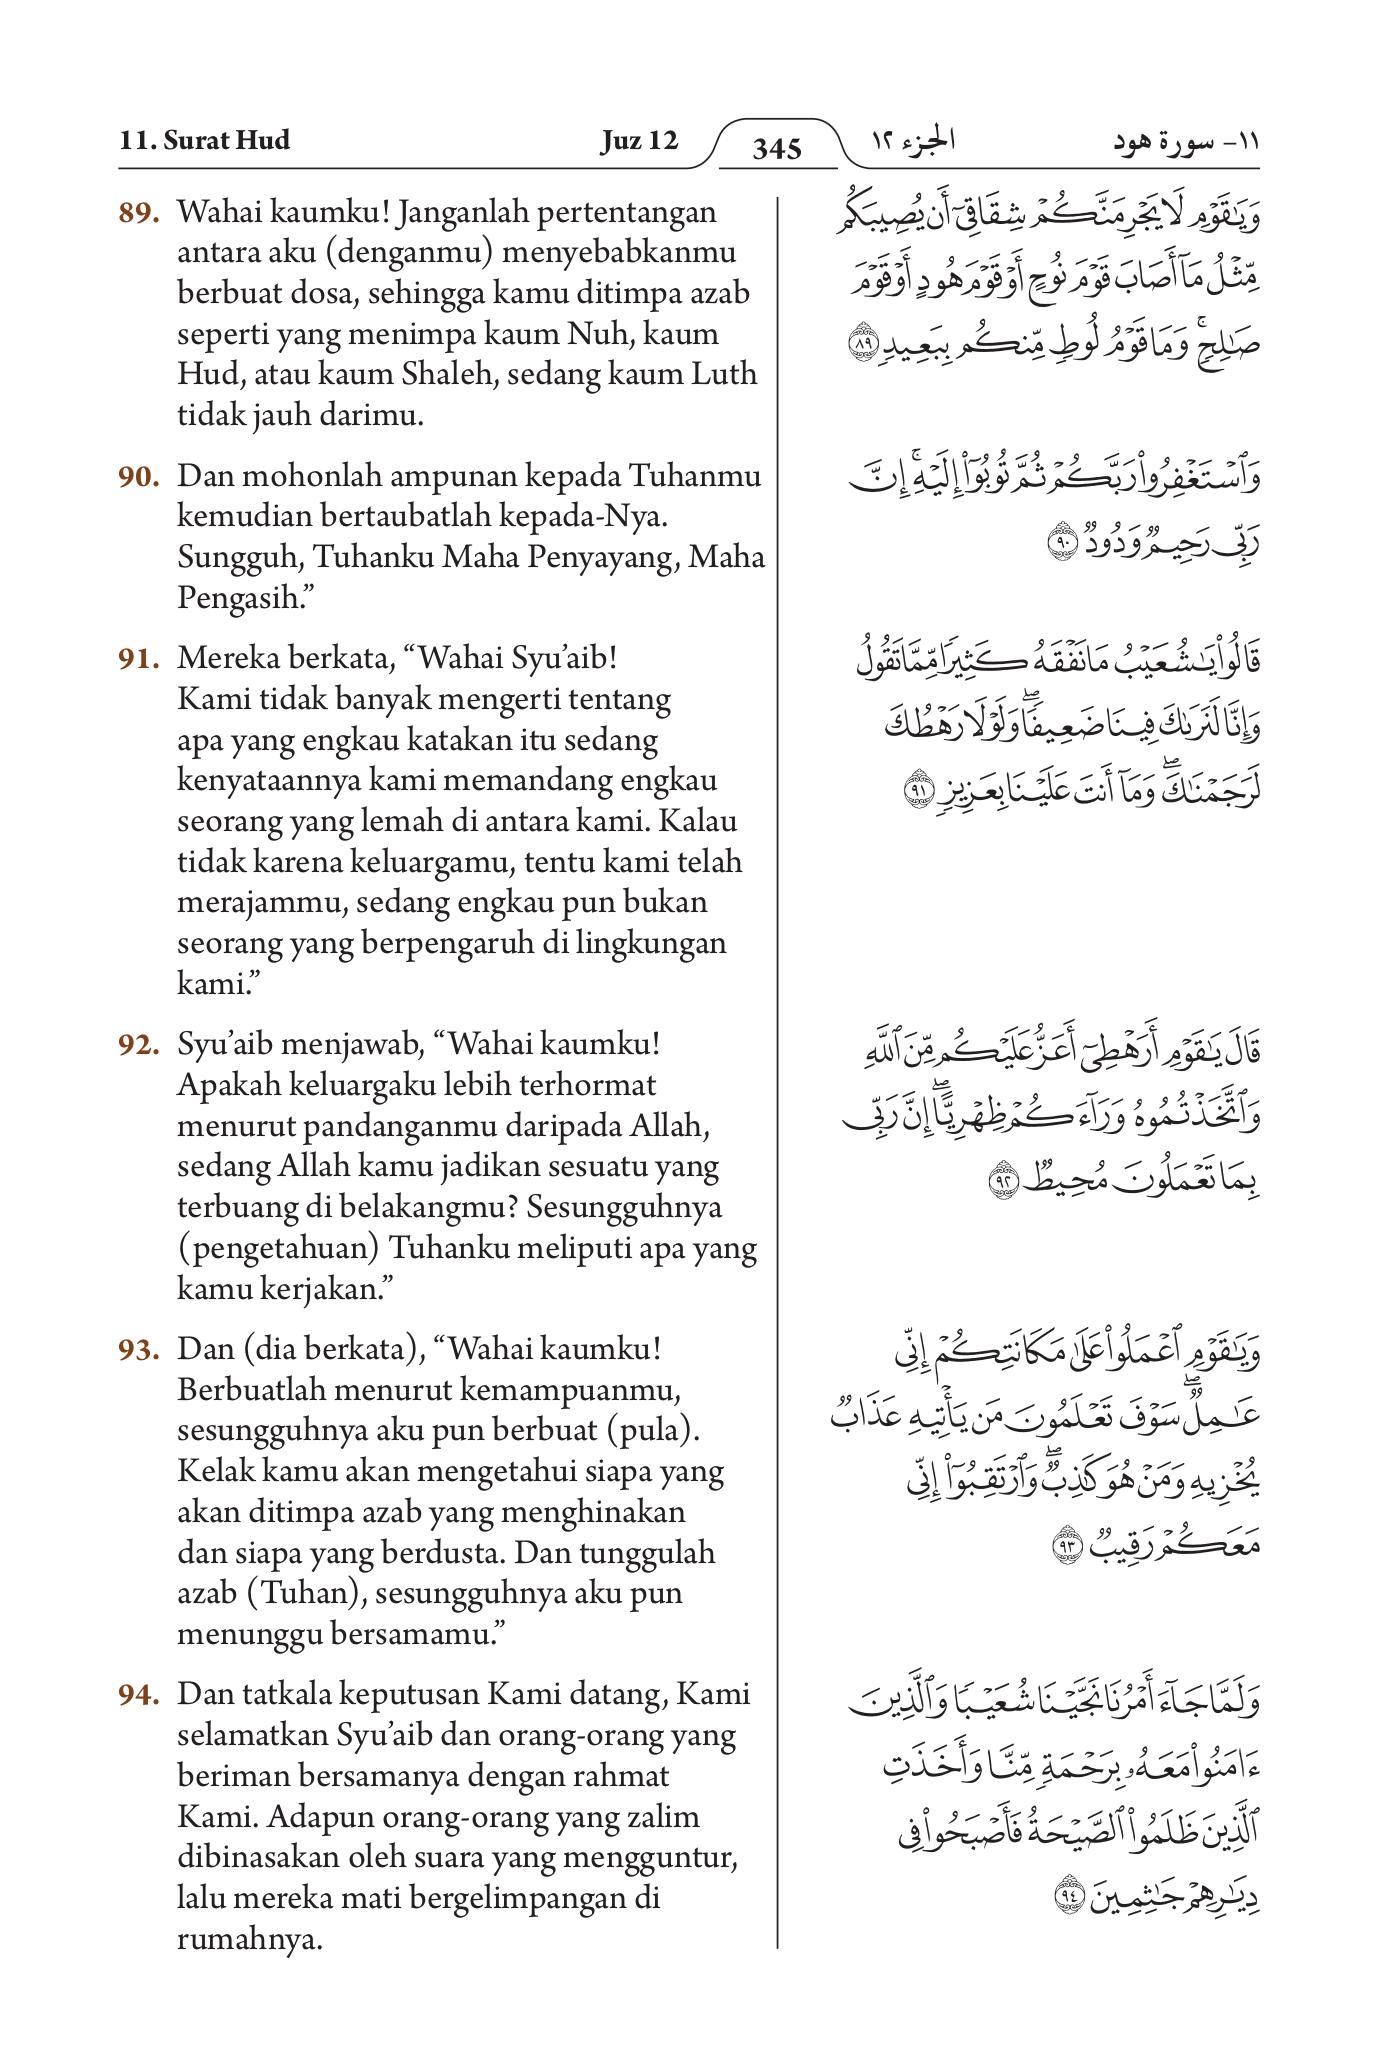 11. Surat Hud
Juz 12
345
الجزء ١٢
١١- سورة هود
89. Wahai kaumku! Janganlah pertentangan
antara aku (denganmu) menyebabkanmu
berbuat dosa, sehingga kamu ditimpa azab
seperti yang menimpa kaum Nuh, kaum
Hud, atau kaum Shaleh, sedang kaum Luth
tidak jauh darimu.
وَيَٰقَوۡمِ لَا يَجۡرِمَنَّكُمۡ شِقَاقِيٓ أَن يُصِيبَكُم
مِّثۡلُ مَآ أَصَابَ قَوۡمَ نُوحٍ أَوۡ قَوۡمَ هُودٍ أَوۡ قَوۡمَ
صَٰلِحٖۚ وَمَا قَوۡمُ لُوطٖ مِّنكُم بِبَعِيدٖ ٨٩
90. Dan mohonlah ampunan kepada Tuhanmu
kemudian bertaubatlah kepada-Nya.
Sungguh, Tuhanku Maha Penyayang, Maha
Pengasih.”
وَٱسۡتَغۡفِرُواْ رَبَّكُمۡ ثُمَّ تُوبُوٓاْ إِلَيۡهِۚ إِنَّ
رَبِّي رَحِيمٞ وَدُودٞ ٩٠
91. Mereka berkata, “Wahai Syu’aib!
Kami tidak banyak mengerti tentang
apa yang engkau katakan itu sedang
kenyataannya kami memandang engkau
seorang yang lemah di antara kami. Kalau
tidak karena keluargamu, tentu kami telah
merajammu, sedang engkau pun bukan
seorang yang berpengaruh di lingkungan
kami.”
قَالُواْ يَٰشُعَيۡبُ مَا نَفۡقَهُ كَثِيرٗا مِّمَّا تَقُولُ
وَإِنَّا لَنَرَىٰكَ فِينَا ضَعِيفٗاۖ وَلَوۡلَا رَهۡطُكَ
لَرَجَمۡنَٰكَۖ وَمَآ أَنتَ عَلَيۡنَا بِعَزِيزٖ ٩١
92. Syu’aib menjawab, “Wahai kaumku!
Apakah keluargaku lebih terhormat
menurut pandanganmu daripada Allah,
sedang Allah kamu jadikan sesuatu yang
terbuang di belakangmu? Sesungguhnya
(pengetahuan) Tuhanku meliputi apa yang
kamu kerjakan.”
قَالَ يَٰقَوۡمِ أَرَهۡطِيٓ أَعَزُّ عَلَيۡكُم مِّنَ ٱللَّهِ
وَٱتَّخَذۡتُمُوهُ وَرَآءَكُمۡ ظِهۡرِيًّاۖ إِنَّ رَبِّي
بِمَا تَعۡمَلُونَ مُحِيطٞ ٩٢
93. Dan (dia berkata), “Wahai kaumku!
Berbuatlah menurut kemampuanmu,
sesungguhnya aku pun berbuat (pula).
Kelak kamu akan mengetahui siapa yang
akan ditimpa azab yang menghinakan
dan siapa yang berdusta. Dan tunggulah
azab (Tuhan), sesungguhnya aku pun
menunggu bersamamu.”
وَيَٰقَوۡمِ ٱعۡمَلُواْ عَلَىٰ مَكَانَتِكُمۡ إِنِّي
عَٰمِلٞۖ سَوۡفَ تَعۡلَمُونَ مَن يَأۡتِيهِ عَذَابٞ
يُخۡزِيهِ وَمَنۡ هُوَ كَٰذِبٞۖ وَٱرۡتَقِبُوٓاْ إِنِّي
مَعَكُمۡ رَقِيبٞ ٩٣
94. Dan tatkala keputusan Kami datang, Kami
selamatkan Syu’aib dan orang-orang yang
beriman bersamanya dengan rahmat
Kami. Adapun orang-orang yang zalim
dibinasakan oleh suara yang mengguntur,
lalu mereka mati bergelimpangan di
rumahnya.
وَلَمَّا جَآءَ أَمۡرُنَا نَجَّيۡنَا شُعَيۡبٗا وَٱلَّذِينَ
ءَامَنُواْ مَعَهُۥ بِرَحۡمَةٖ مِّنَّا وَأَخَذَتِ
ٱلَّذِينَ ظَلَمُواْ ٱلصَّيۡحَةُ فَأَصۡبَحُواْ فِي
دِيَٰرِهِمۡ جَٰثِمِينَ ٩٤